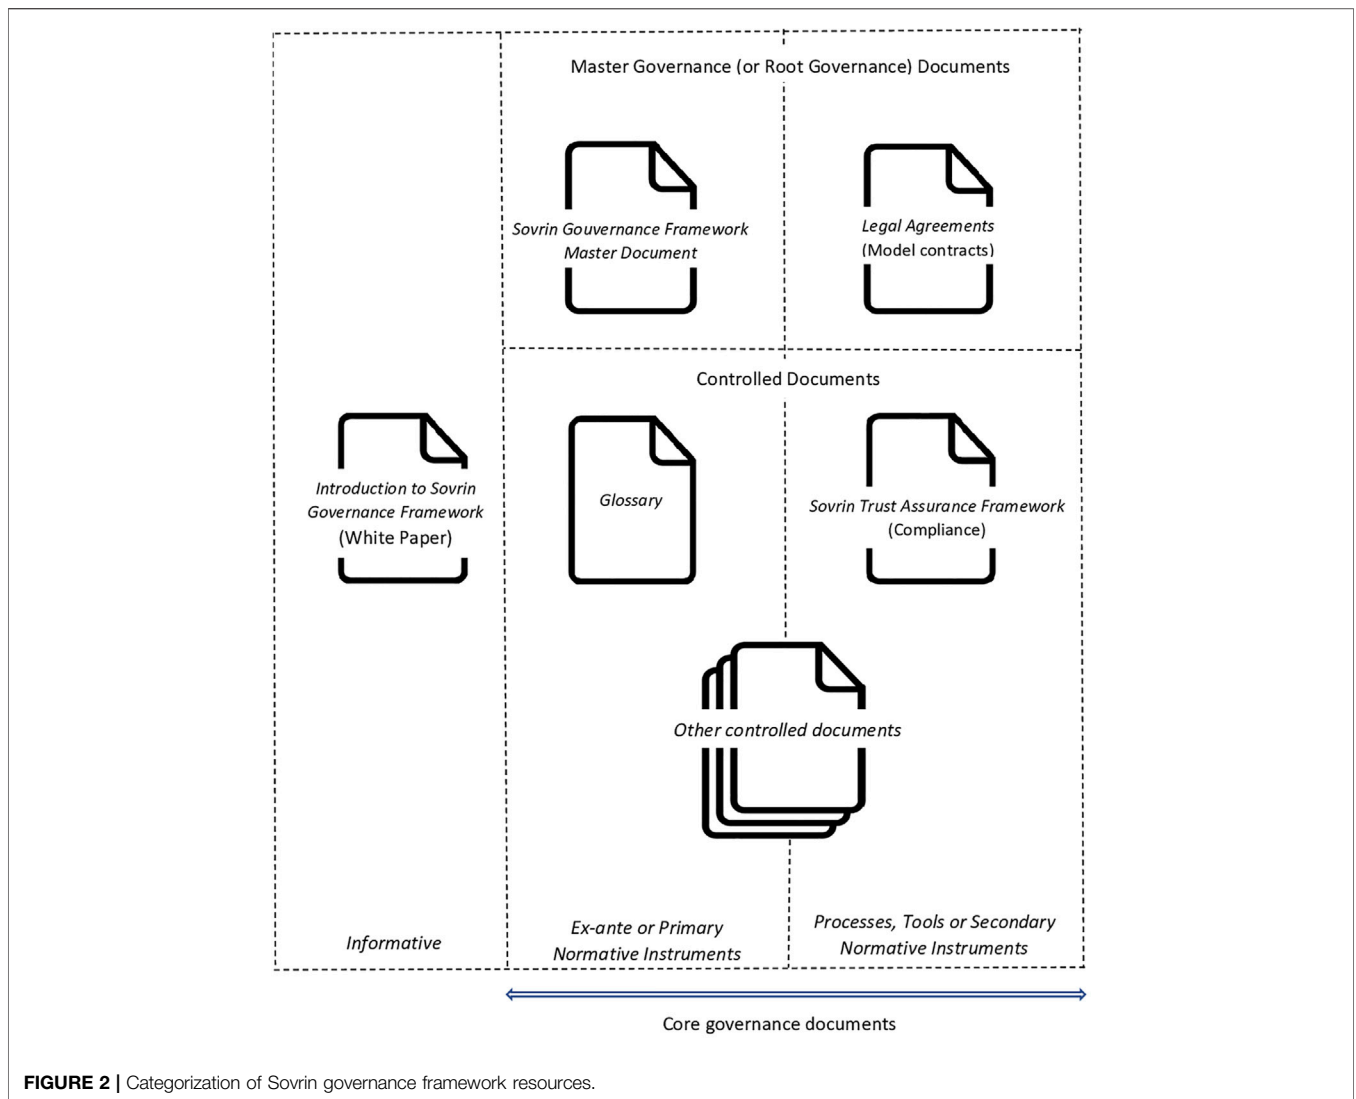 Master Governance (or Root Governance) Documents
Sovrin Gouvernance Framework
Master Document
Legal Agreements
(Model contracts)
Controlled Documents
Introduction to Sovrin
Governance Framework
(White Paper)
Glossary
Sovrin Trust Assurance Framework
(Compliance)
Other controlled documents
Informative
Ex-ante or Primary
Normative Instruments
Processes, Tools or Secondary
Normative Instruments
Core governance documents
FIGURE 2 | Categorization of Sovrin governance framework resources.